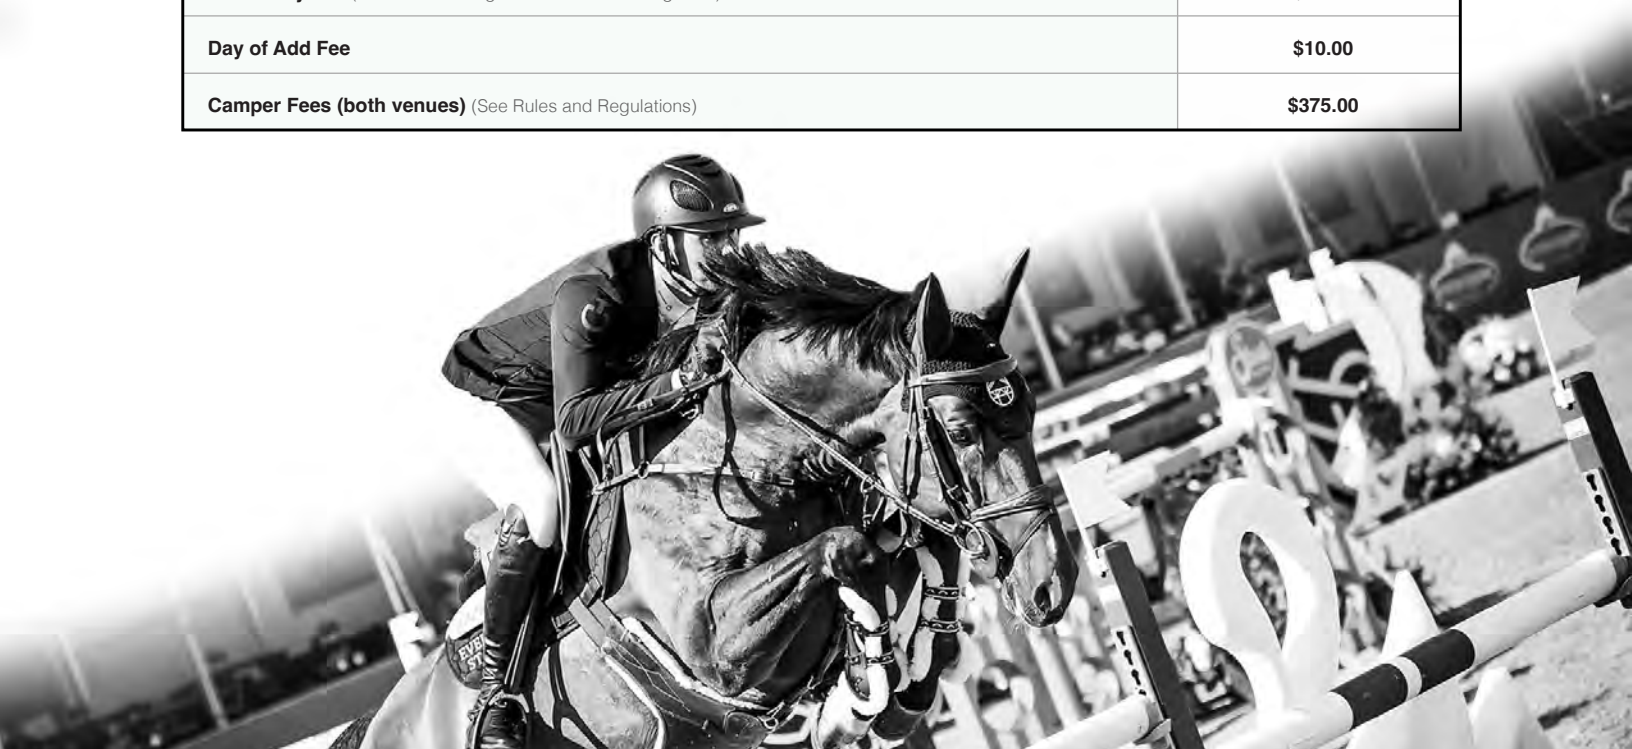 Day of Add Fee $10.00
Camper Fees (both venues) (See Rules and Regulations) $375.00